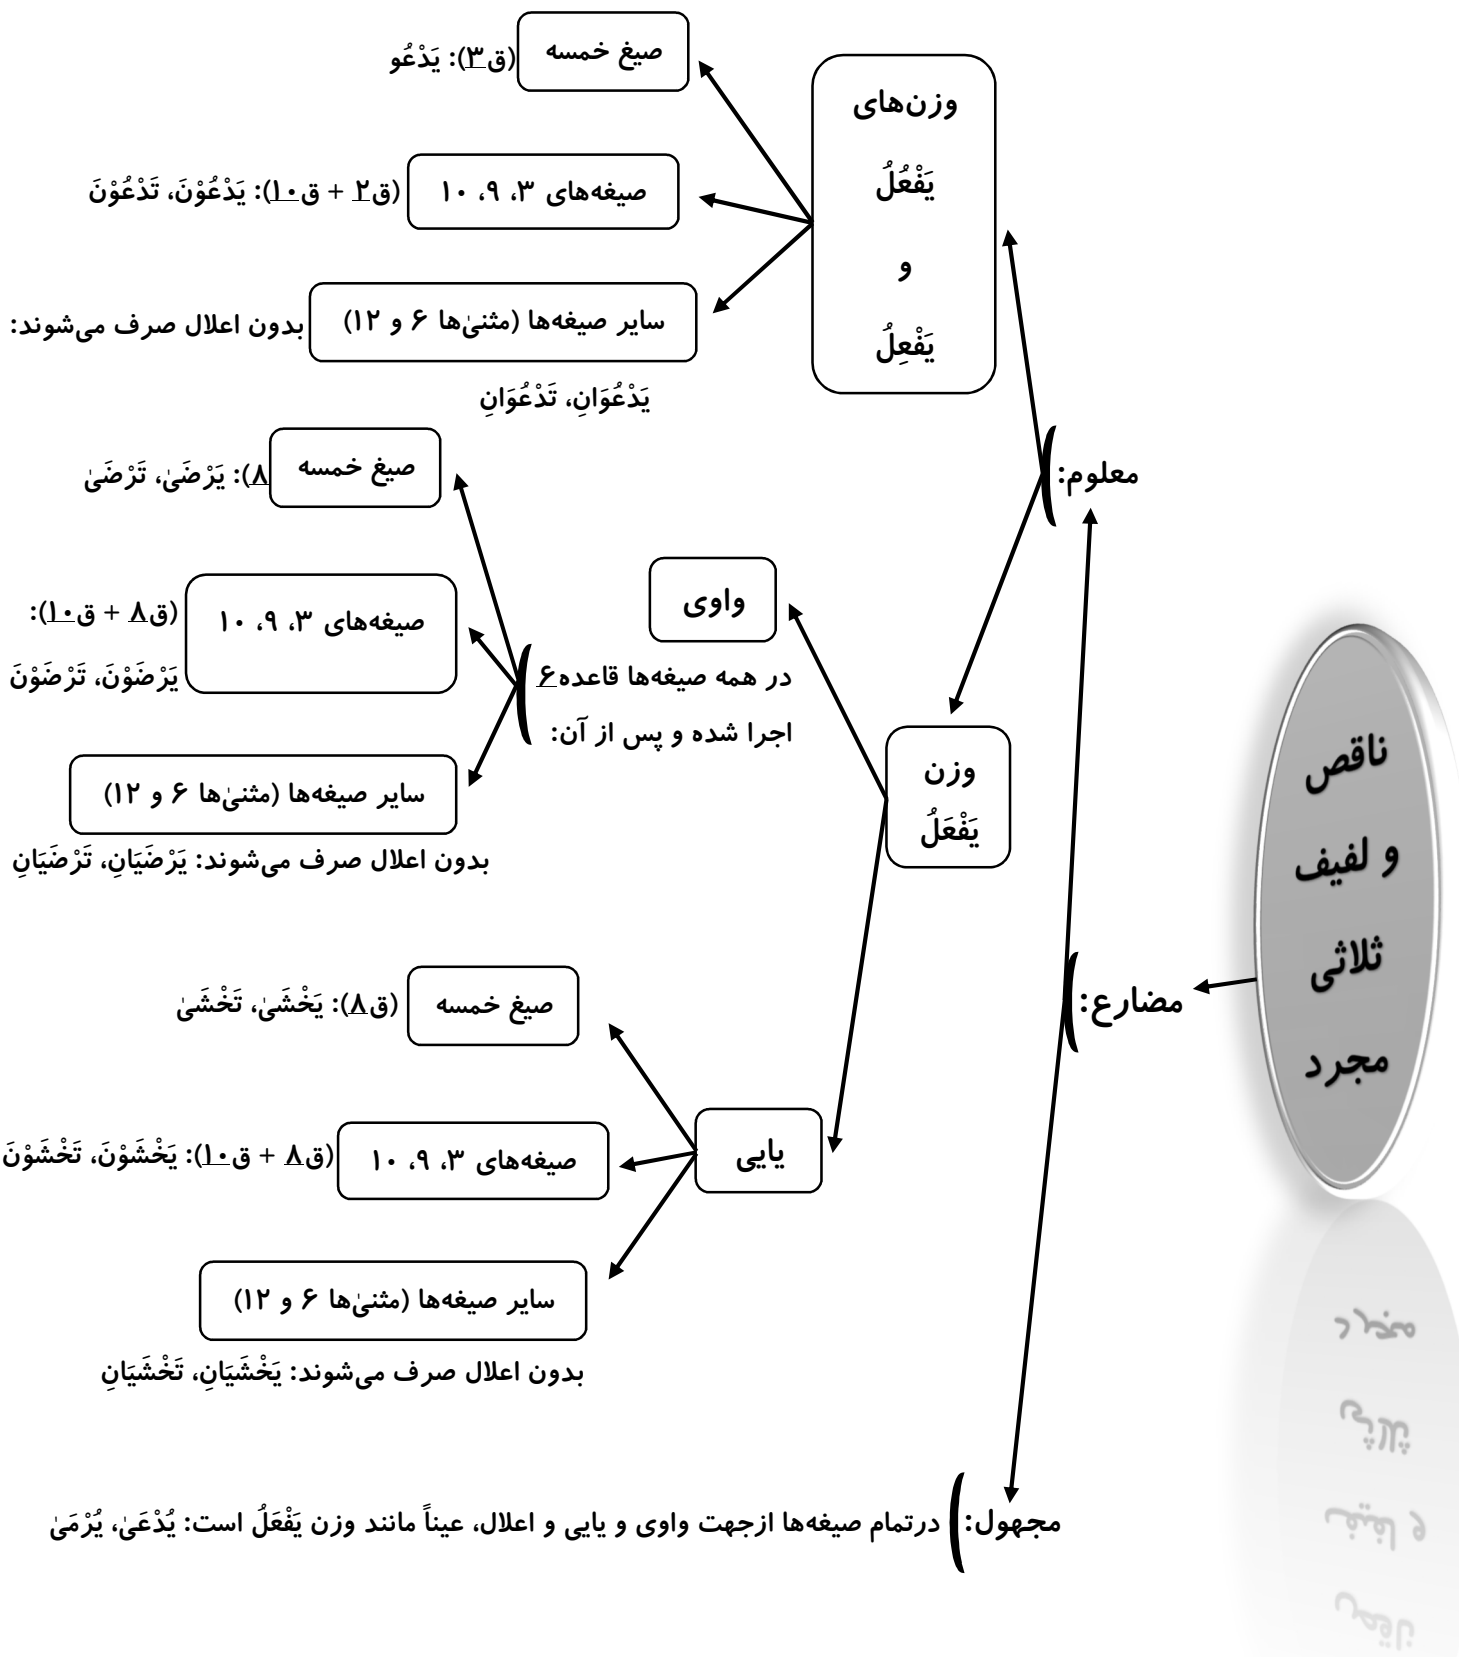 ناقص
و لفیف
ثلاثی
مجرد
مضارع:
معلوم:
وزن‌های
یَفْعُلُ
و
یَفْعِلُ
صیغ خمسه (ق۳): یَدْعُو
صیغه‌های ۳، ۹، ۱۰ (ق۲ + ق۱۰): یَدْعُوْنَ، تَدْعُوْنَ
سایر صیغه‌ها (مثنیٰ‌ها ۶ و ۱۲) بدون اعلال صرف می‌شوند:
یَدْعُوَانِ، تَدْعُوَانِ
وزن
یَفْعَلُ
واوی
در همه صیغه‌ها قاعده۶
اجرا شده و پس از آن:
صیغ خمسه ۸): یَرْضَیٰ، تَرْضَیٰ
صیغه‌های ۳، ۹، ۱۰ (ق۸ + ق۱۰):
یَرْضَوْنَ، تَرْضَوْنَ
سایر صیغه‌ها (مثنیٰ‌ها ۶ و ۱۲)
بدون اعلال صرف می‌شوند: یَرْضَیَانِ، تَرْضَیَانِ
یایی
صیغ خمسه (ق۸): یَخْشَیٰ، تَخْشَیٰ
صیغه‌های ۳، ۹، ۱۰ (ق۸ + ق۱۰): یَخْشَوْنَ، تَخْشَوْنَ
سایر صیغه‌ها (مثنیٰ‌ها ۶ و ۱۲)
بدون اعلال صرف می‌شوند: یَخْشَیَانِ، تَخْشَیَانِ
مجهول: درتمام صیغه‌ها ازجهت واوی و یایی و اعلال، عیناً مانند وزن یَفْعَلُ است: یُدْعَیٰ، یُرْمَیٰ